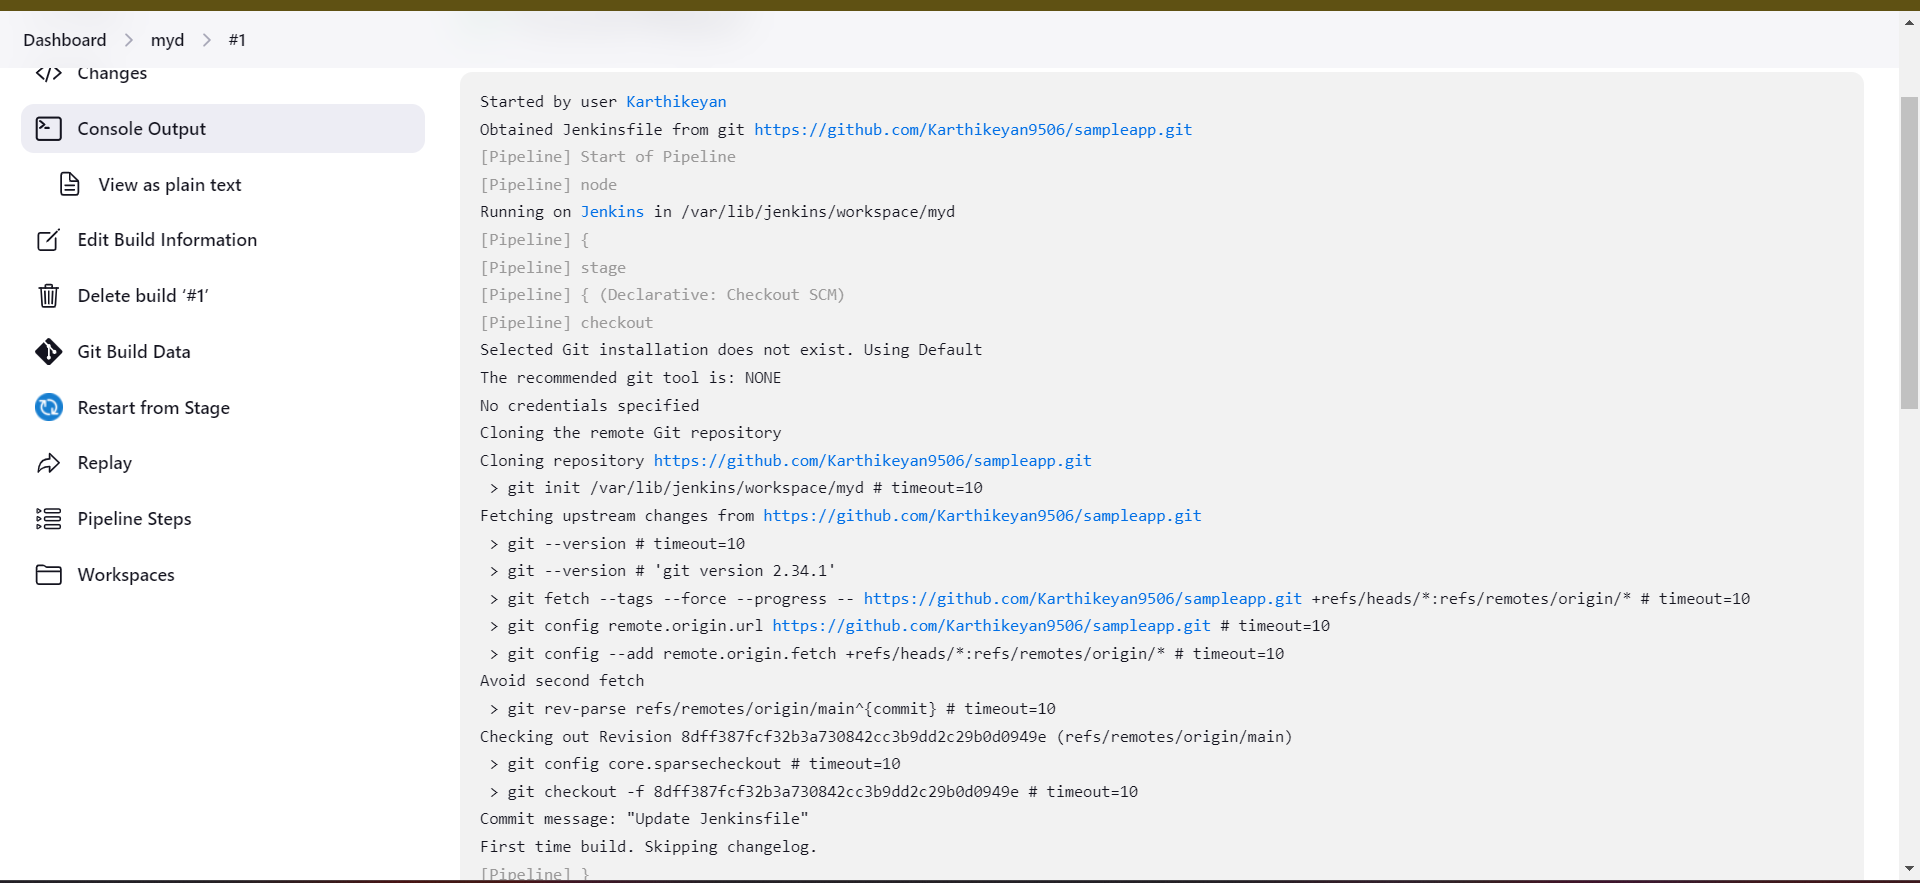 Dashboard > myd > #1
Changes
Console Output
View as plain text
Edit Build Information
Delete build ‘#1’
Git Build Data
Restart from Stage
Replay
Pipeline Steps
Workspaces
Started by user Karthikeyan
Obtained Jenkinsfile from git https://github.com/Karthikeyan9506/sampleapp.git
[Pipeline] Start of Pipeline
[Pipeline] node
Running on Jenkins in /var/lib/jenkins/workspace/myd
[Pipeline] {
[Pipeline] stage
[Pipeline] { (Declarative: Checkout SCM)
[Pipeline] checkout
Selected Git installation does not exist. Using Default
The recommended git tool is: NONE
No credentials specified
Cloning the remote Git repository
Cloning repository https://github.com/Karthikeyan9506/sampleapp.git
> git init /var/lib/jenkins/workspace/myd # timeout=10
Fetching upstream changes from https://github.com/Karthikeyan9506/sampleapp.git
> git --version # timeout=10
> git --version # 'git version 2.34.1'
> git fetch --tags --force --progress -- https://github.com/Karthikeyan9506/sampleapp.git +refs/heads/*:refs/remotes/origin/* # timeout=10
> git config remote.origin.url https://github.com/Karthikeyan9506/sampleapp.git # timeout=10
> git config --add remote.origin.fetch +refs/heads/*:refs/remotes/origin/* # timeout=10
Avoid second fetch
> git rev-parse refs/remotes/origin/main^{commit} # timeout=10
Checking out Revision 8dff387fcf32b3a730842cc3b9dd2c29b0d0949e (refs/remotes/origin/main)
> git config core.sparsecheckout # timeout=10
> git checkout -f 8dff387fcf32b3a730842cc3b9dd2c29b0d0949e # timeout=10
Commit message: "Update Jenkinsfile"
First time build. Skipping changelog.
[Pipeline] }